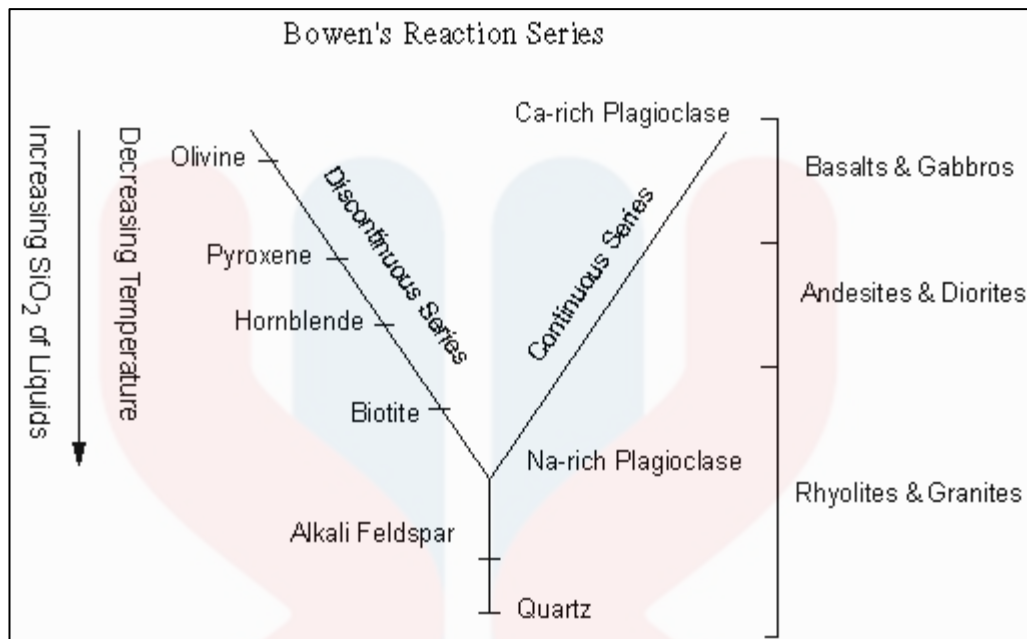 Bowen's Reaction Series
Increasing SiO₂ of Liquids
Decreasing Temperature
Olivine
Pyroxene
Hornblende
Biotite
Discontinuous Series
Continuous Series
Ca-rich Plagioclase
Na-rich Plagioclase
Alkali Feldspar
Quartz
Basalts & Gabbros
Andesites & Diorites
Rhyolites & Granites